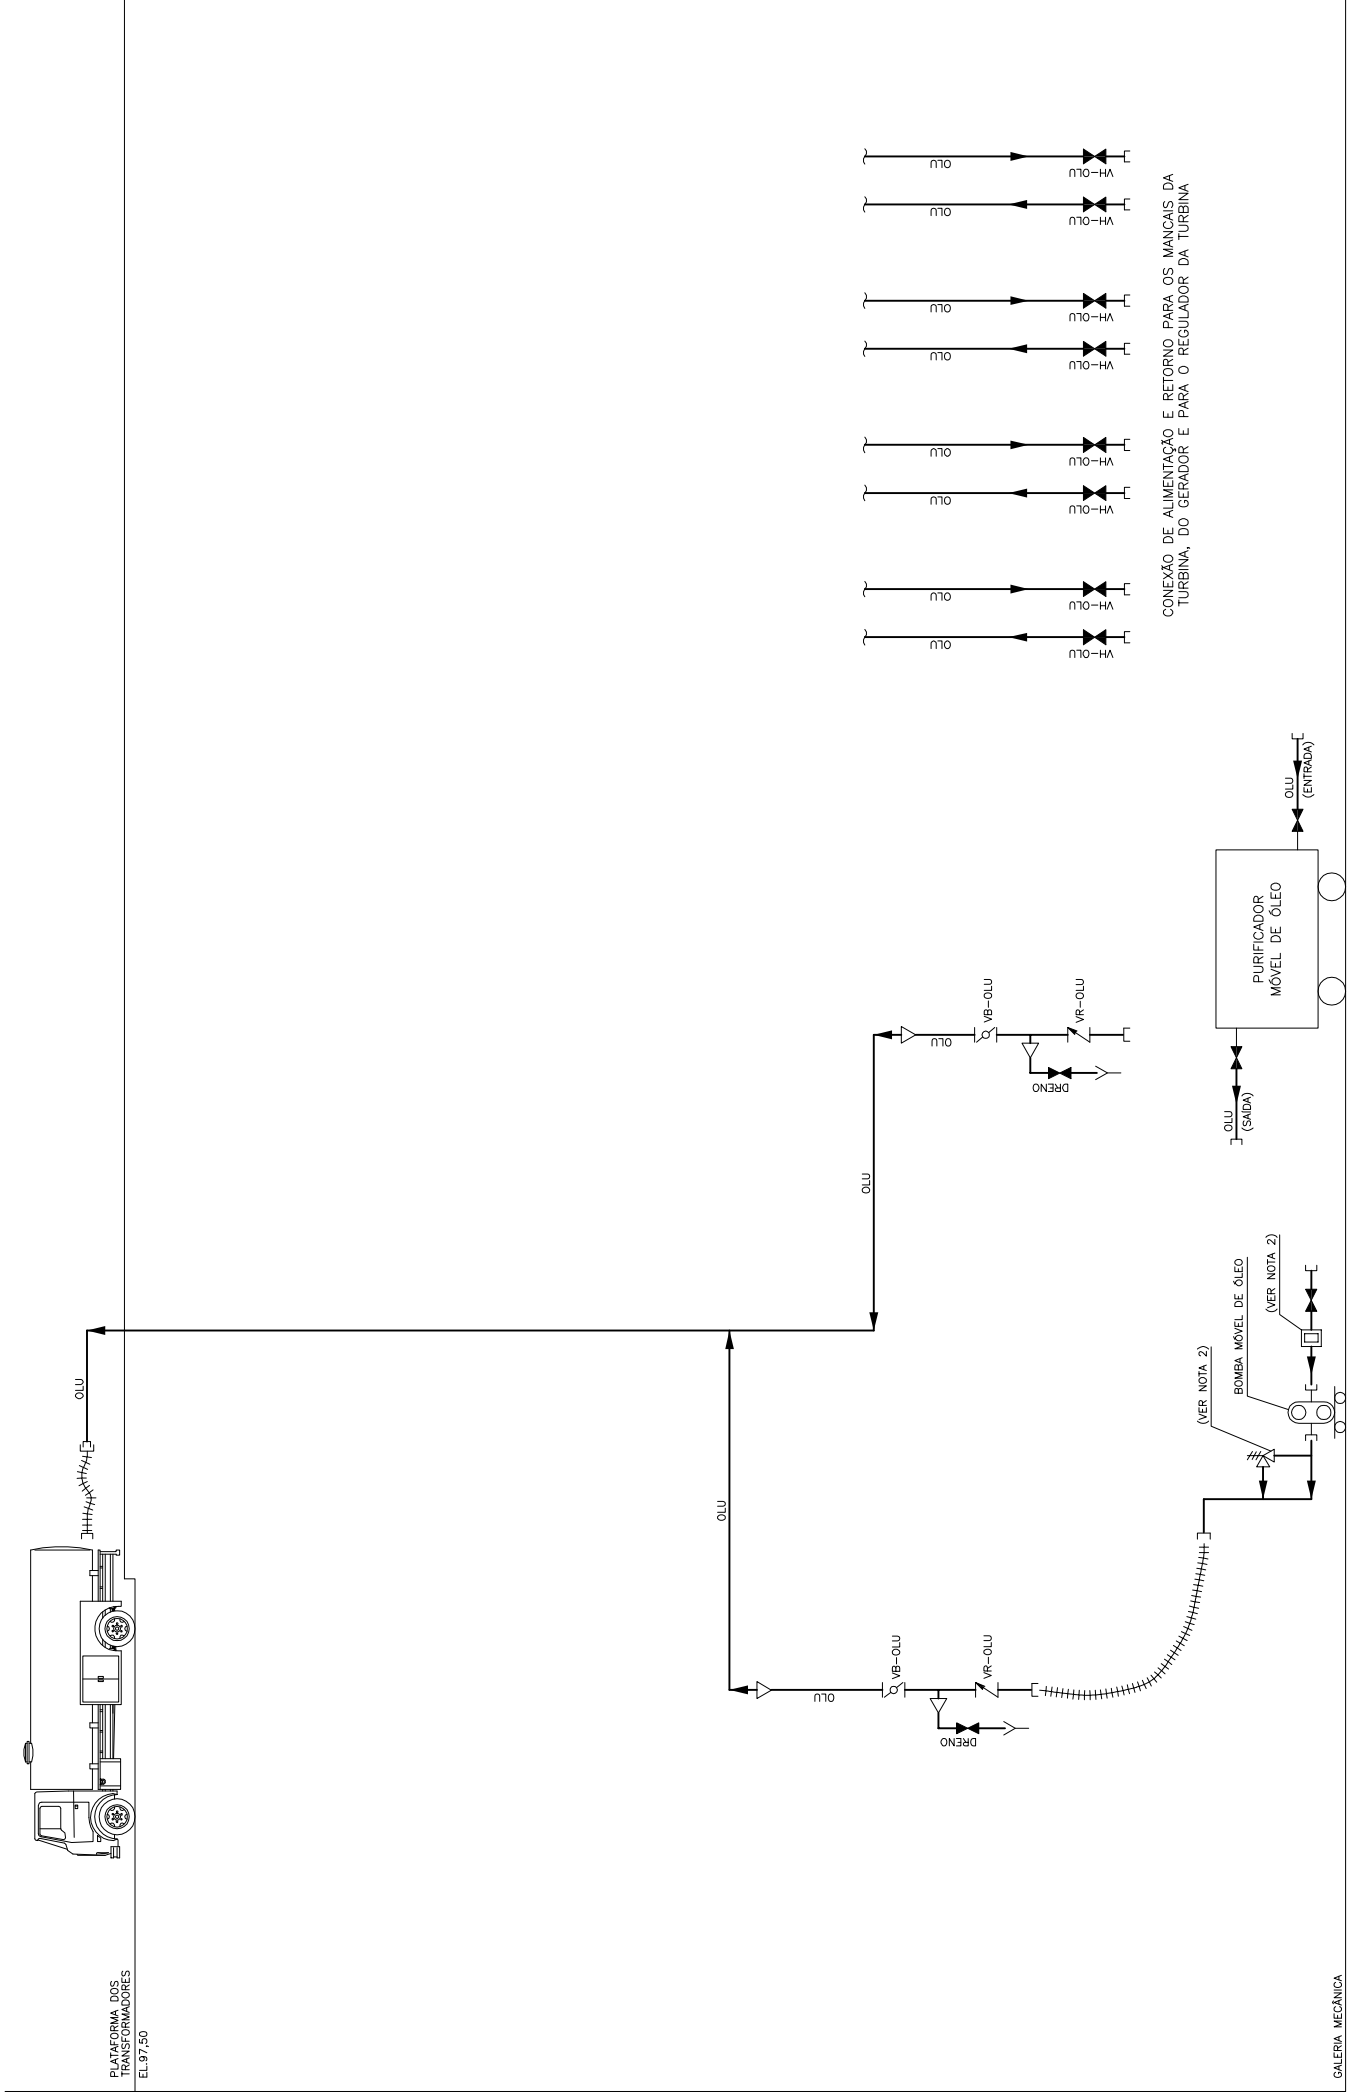 PLATAFORMA DOS
TRANSFORMADORES
EL.97,50
OLU
OLU
OLU
OLU
VB-OLU
DRENO
VR-OLU
OLU
VB-OLU
DRENO
VR-OLU
OLU
OLU
OLU
OLU
OLU
OLU
OLU
OLU
VH-OLU
VH-OLU
VH-OLU
VH-OLU
VH-OLU
VH-OLU
VH-OLU
VH-OLU
CONEXÃO DE ALIMENTAÇÃO E RETORNO PARA OS MANCAIS DA
TURBINA, DO GERADOR E PARA O REGULADOR DA TURBINA
(VER NOTA 2)
BOMBA MÓVEL DE ÓLEO
(VER NOTA 2)
OLU
(SAÍDA)
PURIFICADOR
MÓVEL DE ÓLEO
OLU
(ENTRADA)
GALERIA MECÂNICA